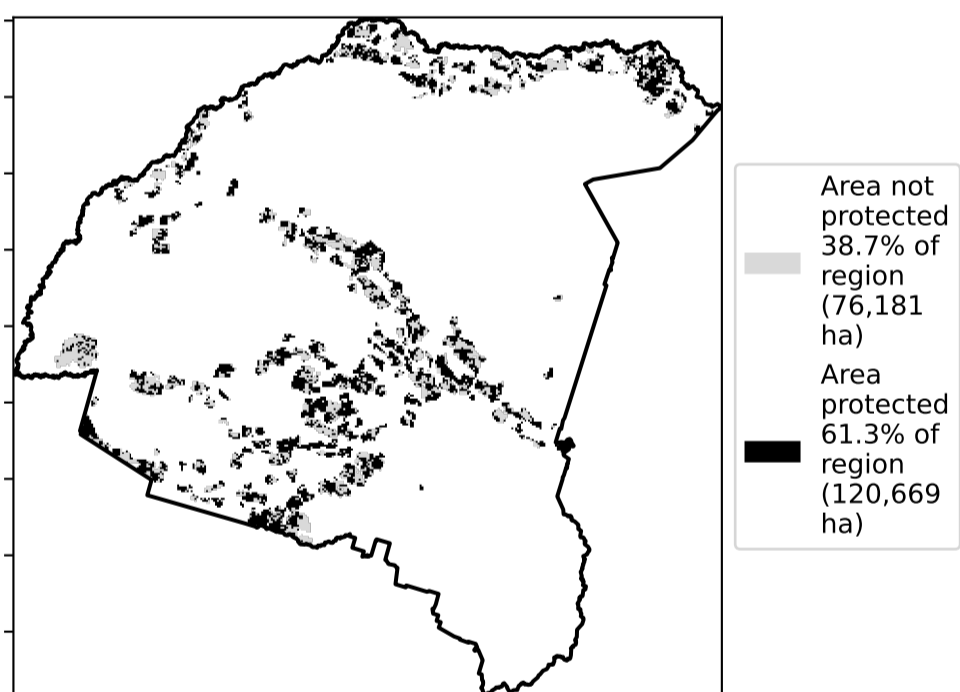 Area not
protected
38.7% of
region
(76,181
ha)
Area
protected
61.3% of
region
(120,669
ha)